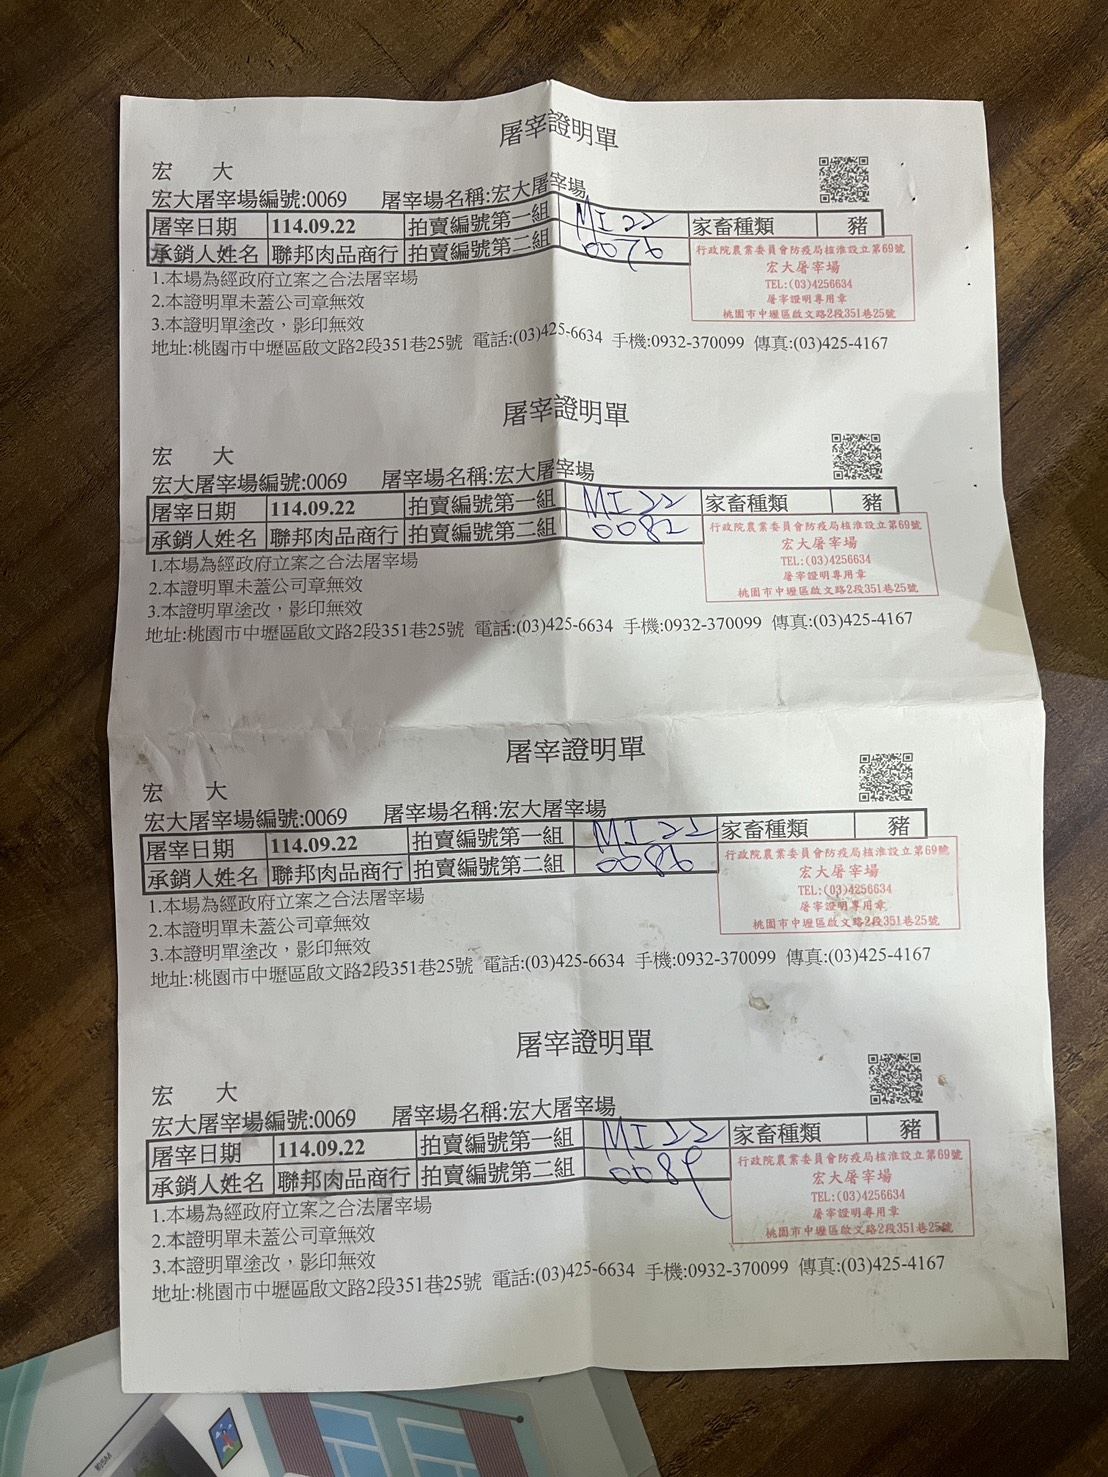 屠宰證明單
宏 大
宏大屠宰場編號:0069 屠宰場名稱:宏大屠宰場
屠宰日期 114.09.22 拍賣編號第一組 MI 22 家畜種類 豬
承銷人姓名 聯邦肉品商行 拍賣編號第二組 0076
行政院農業委員會防疫局核准設立第69號
宏大屠宰場
TEL:(03)4256634
屠宰證明專用章
桃園市中壢區啟文路2段351巷25號
1.本場為經政府立案之合法屠宰場
2.本證明單未蓋公司章無效
3.本證明單塗改，影印無效
地址:桃園市中壢區啟文路2段351巷25號 電話:(03)425-6634 手機:0932-370099 傳真:(03)425-4167
屠宰證明單
宏 大
宏大屠宰場編號:0069 屠宰場名稱:宏大屠宰場
屠宰日期 114.09.22 拍賣編號第一組 MI 22 家畜種類 豬
承銷人姓名 聯邦肉品商行 拍賣編號第二組 0082
行政院農業委員會防疫局核准設立第69號
宏大屠宰場
TEL:(03)4256634
屠宰證明專用章
桃園市中壢區啟文路2段351巷25號
1.本場為經政府立案之合法屠宰場
2.本證明單未蓋公司章無效
3.本證明單塗改，影印無效
地址:桃園市中壢區啟文路2段351巷25號 電話:(03)425-6634 手機:0932-370099 傳真:(03)425-4167
屠宰證明單
宏 大
宏大屠宰場編號:0069 屠宰場名稱:宏大屠宰場
屠宰日期 114.09.22 拍賣編號第一組 MI 22 家畜種類 豬
承銷人姓名 聯邦肉品商行 拍賣編號第二組 0086
行政院農業委員會防疫局核准設立第69號
宏大屠宰場
TEL:(03)4256634
屠宰證明專用章
桃園市中壢區啟文路2段351巷25號
1.本場為經政府立案之合法屠宰場
2.本證明單未蓋公司章無效
3.本證明單塗改，影印無效
地址:桃園市中壢區啟文路2段351巷25號 電話:(03)425-6634 手機:0932-370099 傳真:(03)425-4167
屠宰證明單
宏 大
宏大屠宰場編號:0069 屠宰場名稱:宏大屠宰場
屠宰日期 114.09.22 拍賣編號第一組 MI 22 家畜種類 豬
承銷人姓名 聯邦肉品商行 拍賣編號第二組 0089
行政院農業委員會防疫局核准設立第69號
宏大屠宰場
TEL:(03)4256634
屠宰證明專用章
桃園市中壢區啟文路2段351巷25號
1.本場為經政府立案之合法屠宰場
2.本證明單未蓋公司章無效
3.本證明單塗改，影印無效
地址:桃園市中壢區啟文路2段351巷25號 電話:(03)425-6634 手機:0932-370099 傳真:(03)425-4167